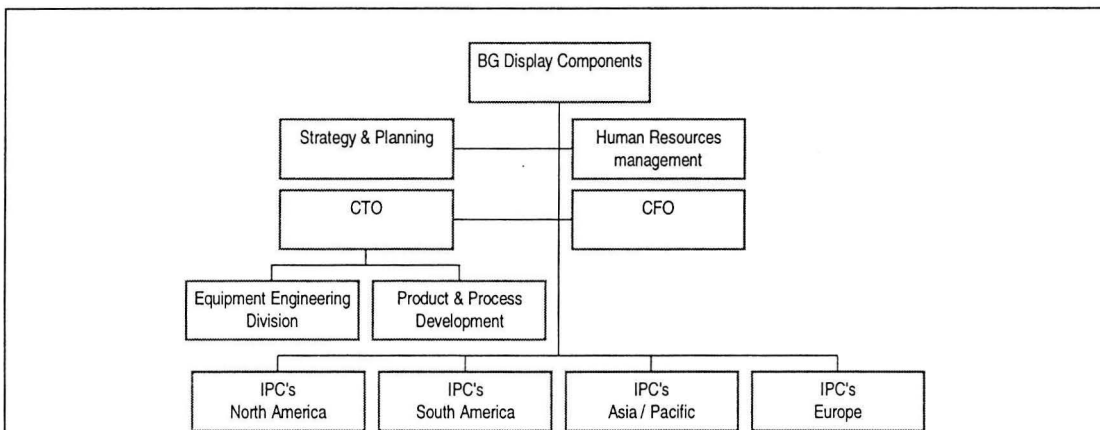 BG Display Components
Strategy & Planning
Human Resources
management
CTO
CFO
Equipment Engineering
Division
Product & Process
Development
IPC's
North America
IPC's
South America
IPC's
Asia / Pacific
IPC's
Europe